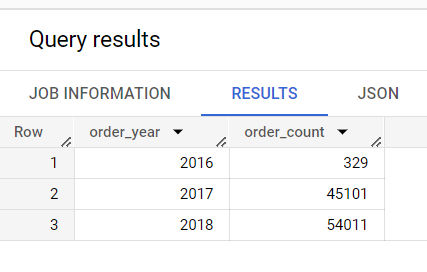 Query results
JOB INFORMATION RESULTS JSON
Row order_year order_count
1 2016 329
2 2017 45101
3 2018 54011